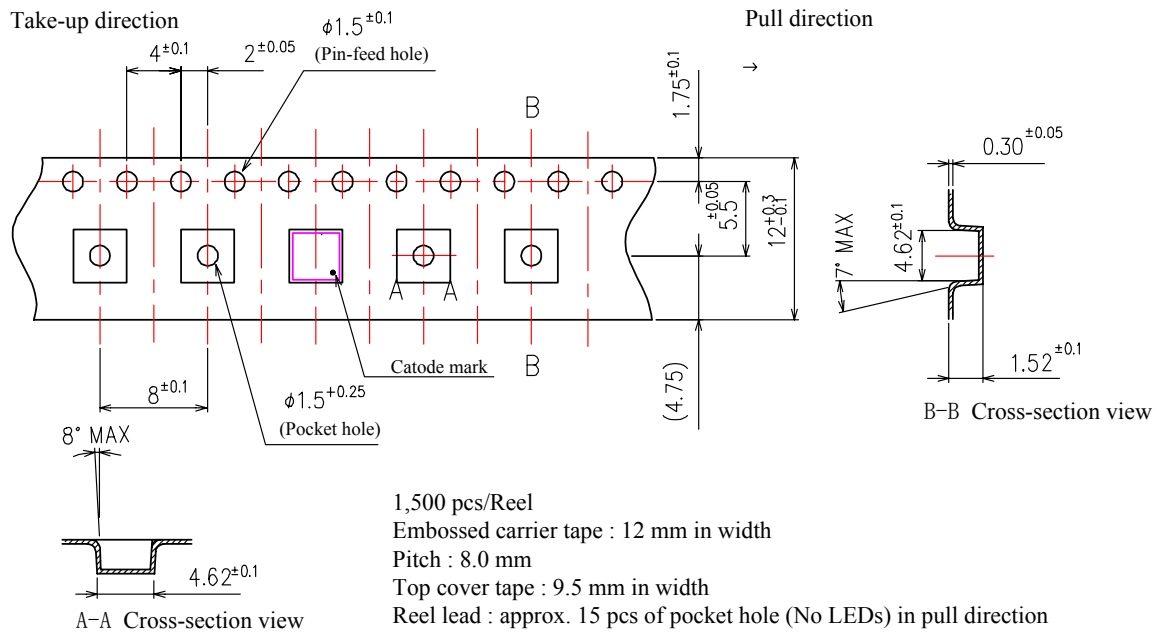 Take-up direction
Pull direction
→
φ1.5±0.1
(Pin-feed hole)
4±0.1
2±0.05
1.75±0.1
B
0.30±0.05
±0.05
5.5
12+0.3-0.1
7° MAX
4.62±0.1
A A
Catode mark
B
8±0.1
φ1.5+0.25
(Pocket hole)
(4.75)
1.52±0.1
B-B Cross-section view
8° MAX
4.62±0.1
A-A Cross-section view
1,500 pcs/Reel
Embossed carrier tape : 12 mm in width
Pitch : 8.0 mm
Top cover tape : 9.5 mm in width
Reel lead : approx. 15 pcs of pocket hole (No LEDs) in pull direction